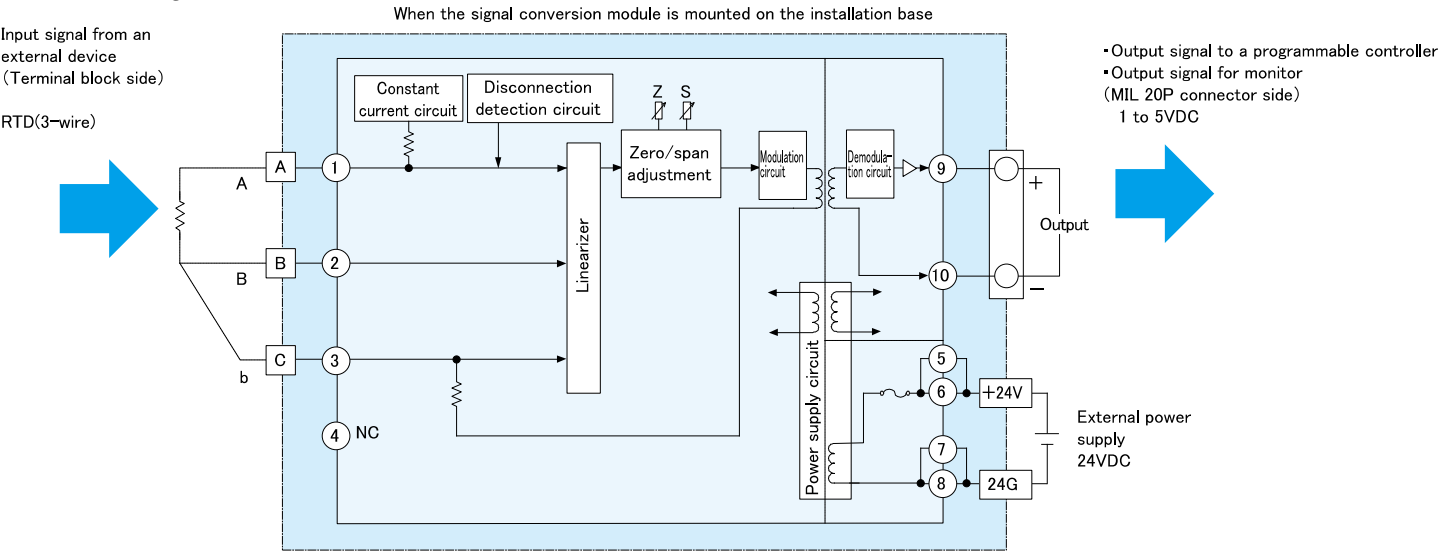 When the signal conversion module is mounted on the installation base
Input signal from an
external device
(Terminal block side)
RTD(3-wire)
Constant
current circuit
Disconnection
detection circuit
Z
S
Zero/span
adjustment
Modulation
circuit
Demodula-
tion circuit
Linearizer
A
A
1
B
B
2
C
b
3
4
NC
9
10
+
Output
-
Power supply circuit
5
6
+24V
7
8
24G
External power
supply
24VDC
▪Output signal to a programmable controller
▪Output signal for monitor
(MIL 20P connector side)
1 to 5VDC